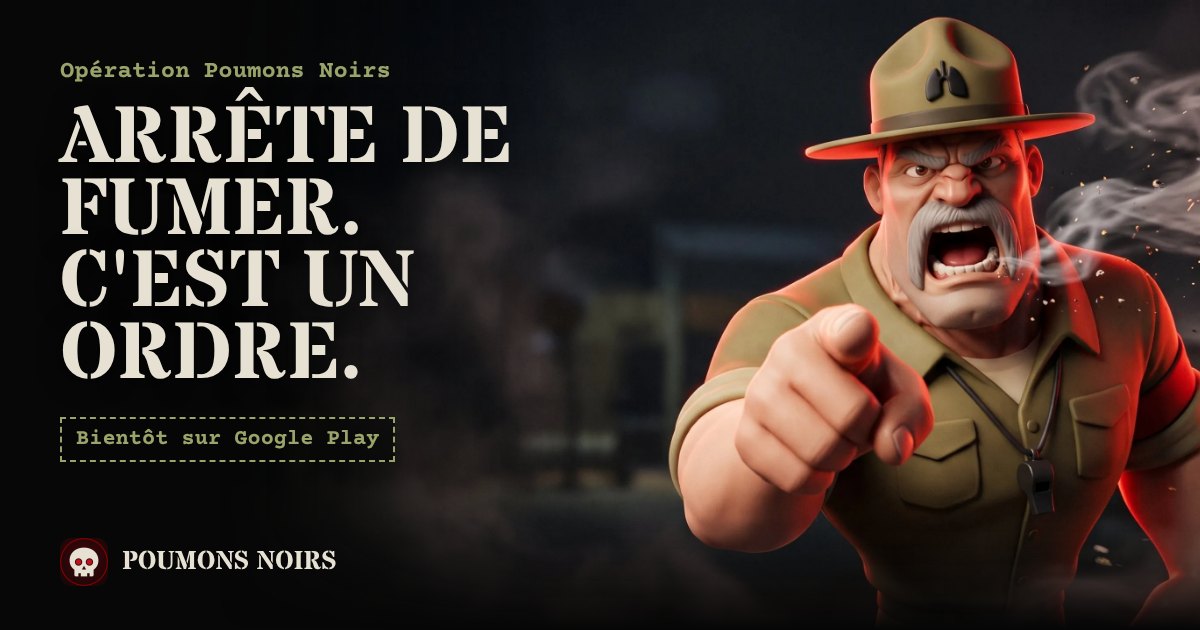 Opération Poumons Noirs
ARRÊTE DE
FUMER.
C'EST UN
ORDRE.
Bientôt sur Google Play
POUMONS NOIRS